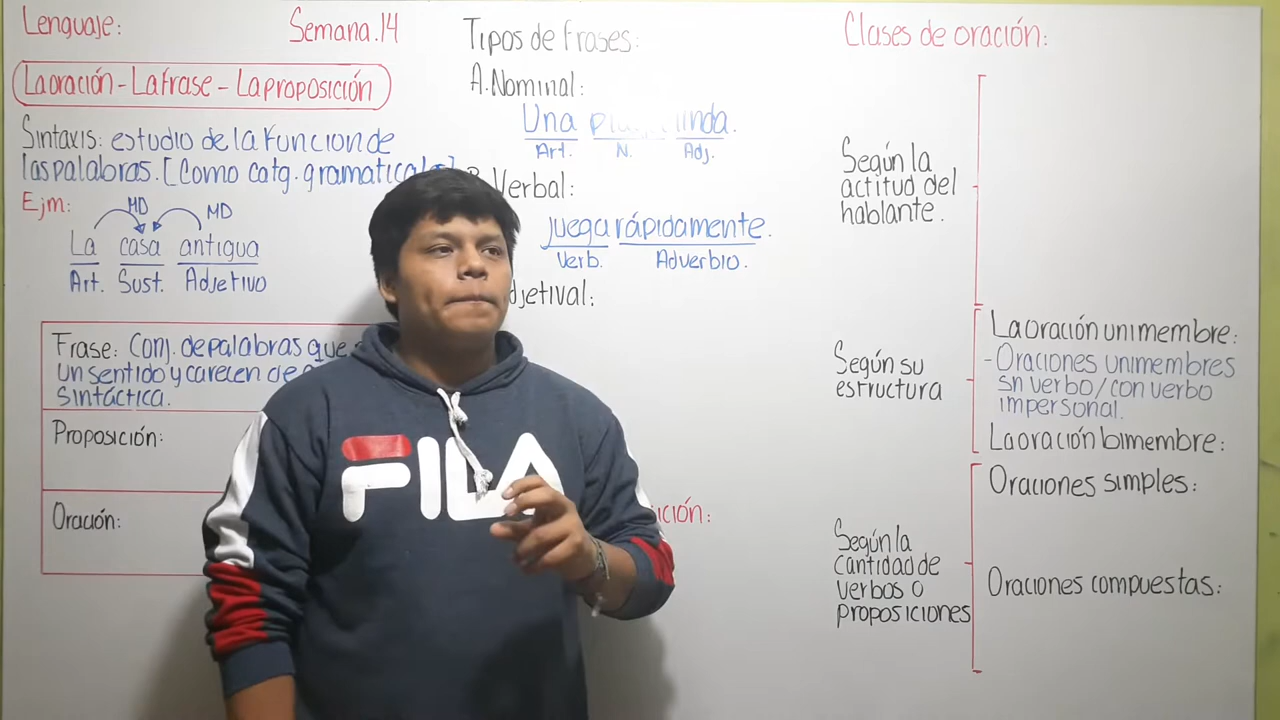 Lenguaje: Semana.14
La oración - La frase - La proposición
Sintaxis: estudio de la funcion de
las palabras. [Como catg. gramaticales]
Ejm:
MD MD
La casa antigua
Art. Sust. Adjetivo
Frase: Conj. de palabras que
un sentido y carecen de
sintáctica.
Proposición:
Oración:
Tipos de frases:
A. Nominal:
Una linda.
Art. N. Adj.
Verbal:
juega rápidamente.
Verb. Adverbio.
djetival:
ición:
FILA
Clases de oración:
Según la
actitud del
hablante.
Según su
estructura
La oración unimembre:
- Oraciones unimembres
sn verbo/con verbo
impersonal.
La oración bimembre:
Según la
cantidad de
verbos o
proposiciones
Oraciones simples:
Oraciones compuestas: